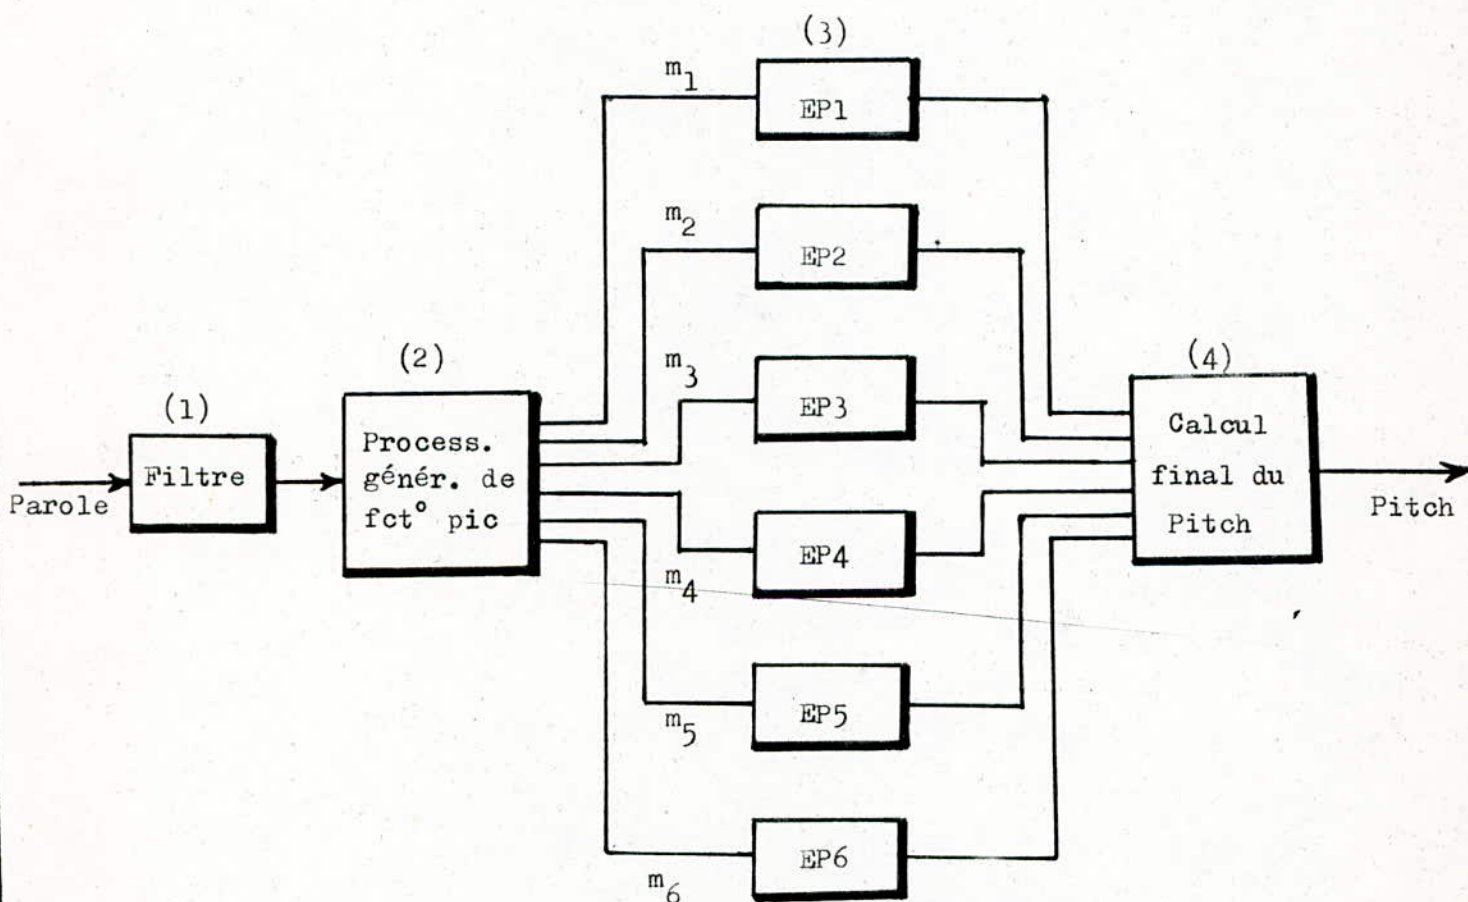 (3)
m1
EP1
m2
EP2
(2)
m3
(4)
(1)
EP3
Process.
génér. de
fct° pic
Calcul
final du
Pitch
Filtre
Parole
Pitch
EP4
m4
EP5
m5
EP6
m6